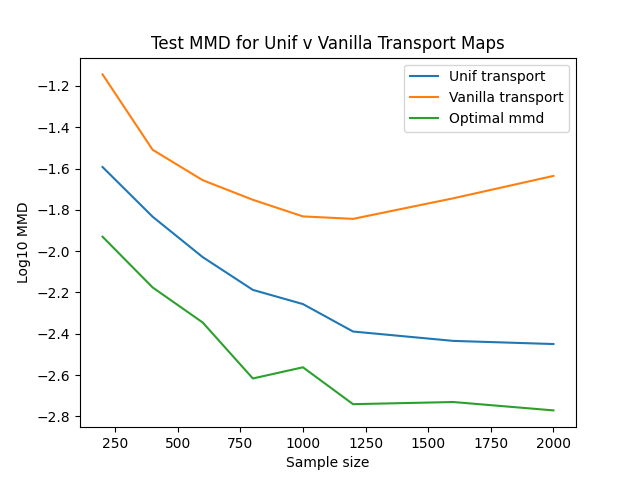 Test MMD for Unif v Vanilla Transport Maps
Unif transport
Vanilla transport
Optimal mmd
Log10 MMD
−1.2
−1.4
−1.6
−1.8
−2.0
−2.2
−2.4
−2.6
−2.8
250 500 750 1000 1250 1500 1750 2000
Sample size